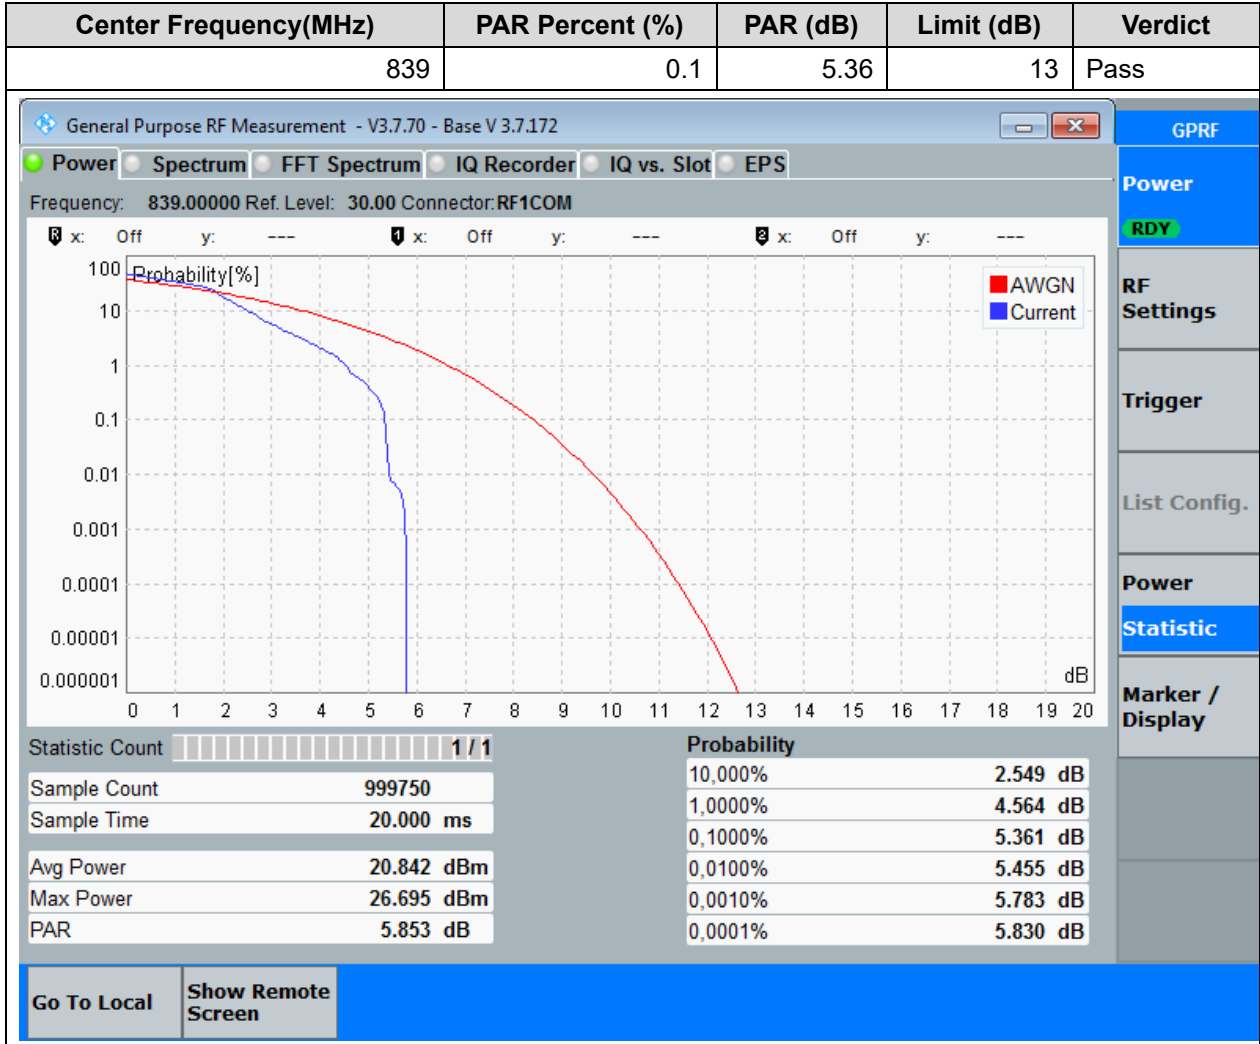 Center Frequency(MHz) PAR Percent (%) PAR (dB) Limit (dB) Verdict
839 0.1 5.36 13 Pass
General Purpose RF Measurement - V3.7.70 - Base V 3.7.172
GPRF
Power Spectrum FFT Spectrum IQ Recorder IQ vs. Slot EPS
Frequency: 839.00000 Ref. Level: 30.00 Connector: RF1COM
R x: Off y: --- 1 x: Off y: --- 2 x: Off y: ---
Probability[%]
AWGN
Current
100
10
1
0.1
0.01
0.001
0.0001
0.00001
0.000001
dB
0 1 2 3 4 5 6 7 8 9 10 11 12 13 14 15 16 17 18 19 20
Statistic Count 1 / 1
Sample Count 999750
Sample Time 20.000 ms
Avg Power 20.842 dBm
Max Power 26.695 dBm
PAR 5.853 dB
Probability
10,000% 2.549 dB
1,0000% 4.564 dB
0,1000% 5.361 dB
0,0100% 5.455 dB
0,0010% 5.783 dB
0,0001% 5.830 dB
Power
RDY
RF
Settings
Trigger
List Config.
Power
Statistic
Marker /
Display
Go To Local
Show Remote
Screen